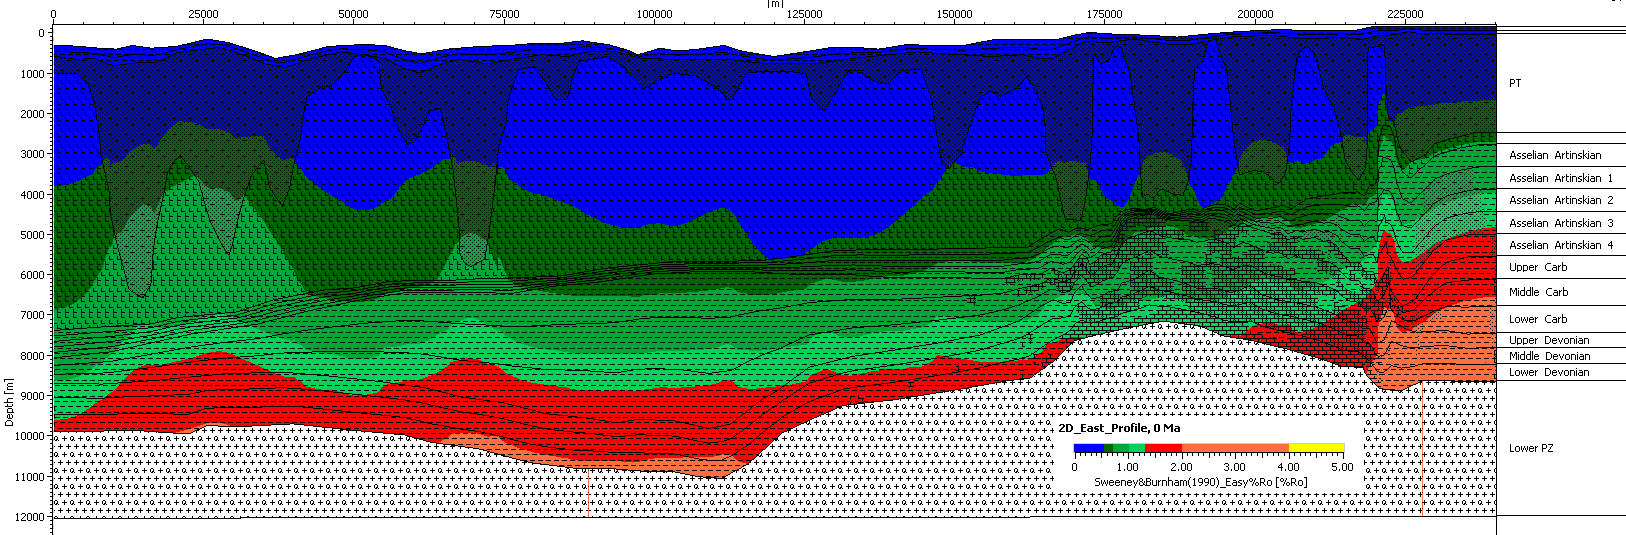 [m]
0 25000 50000 75000 100000 125000 150000 175000 200000 225000
0
1000
2000
3000
4000
5000
6000
7000
8000
9000
10000
11000
12000
Depth [m]
PT
Asselian Artinskian
Asselian Artinskian 1
Asselian Artinskian 2
Asselian Artinskian 3
Asselian Artinskian 4
Upper Carb
Middle Carb
Lower Carb
Upper Devonian
Middle Devonian
Lower Devonian
Lower PZ
2D_East_Profile, 0 Ma
0 1.00 2.00 3.00 4.00 5.00
Sweeney&Burnham(1990)_Easy%Ro [%Ro]